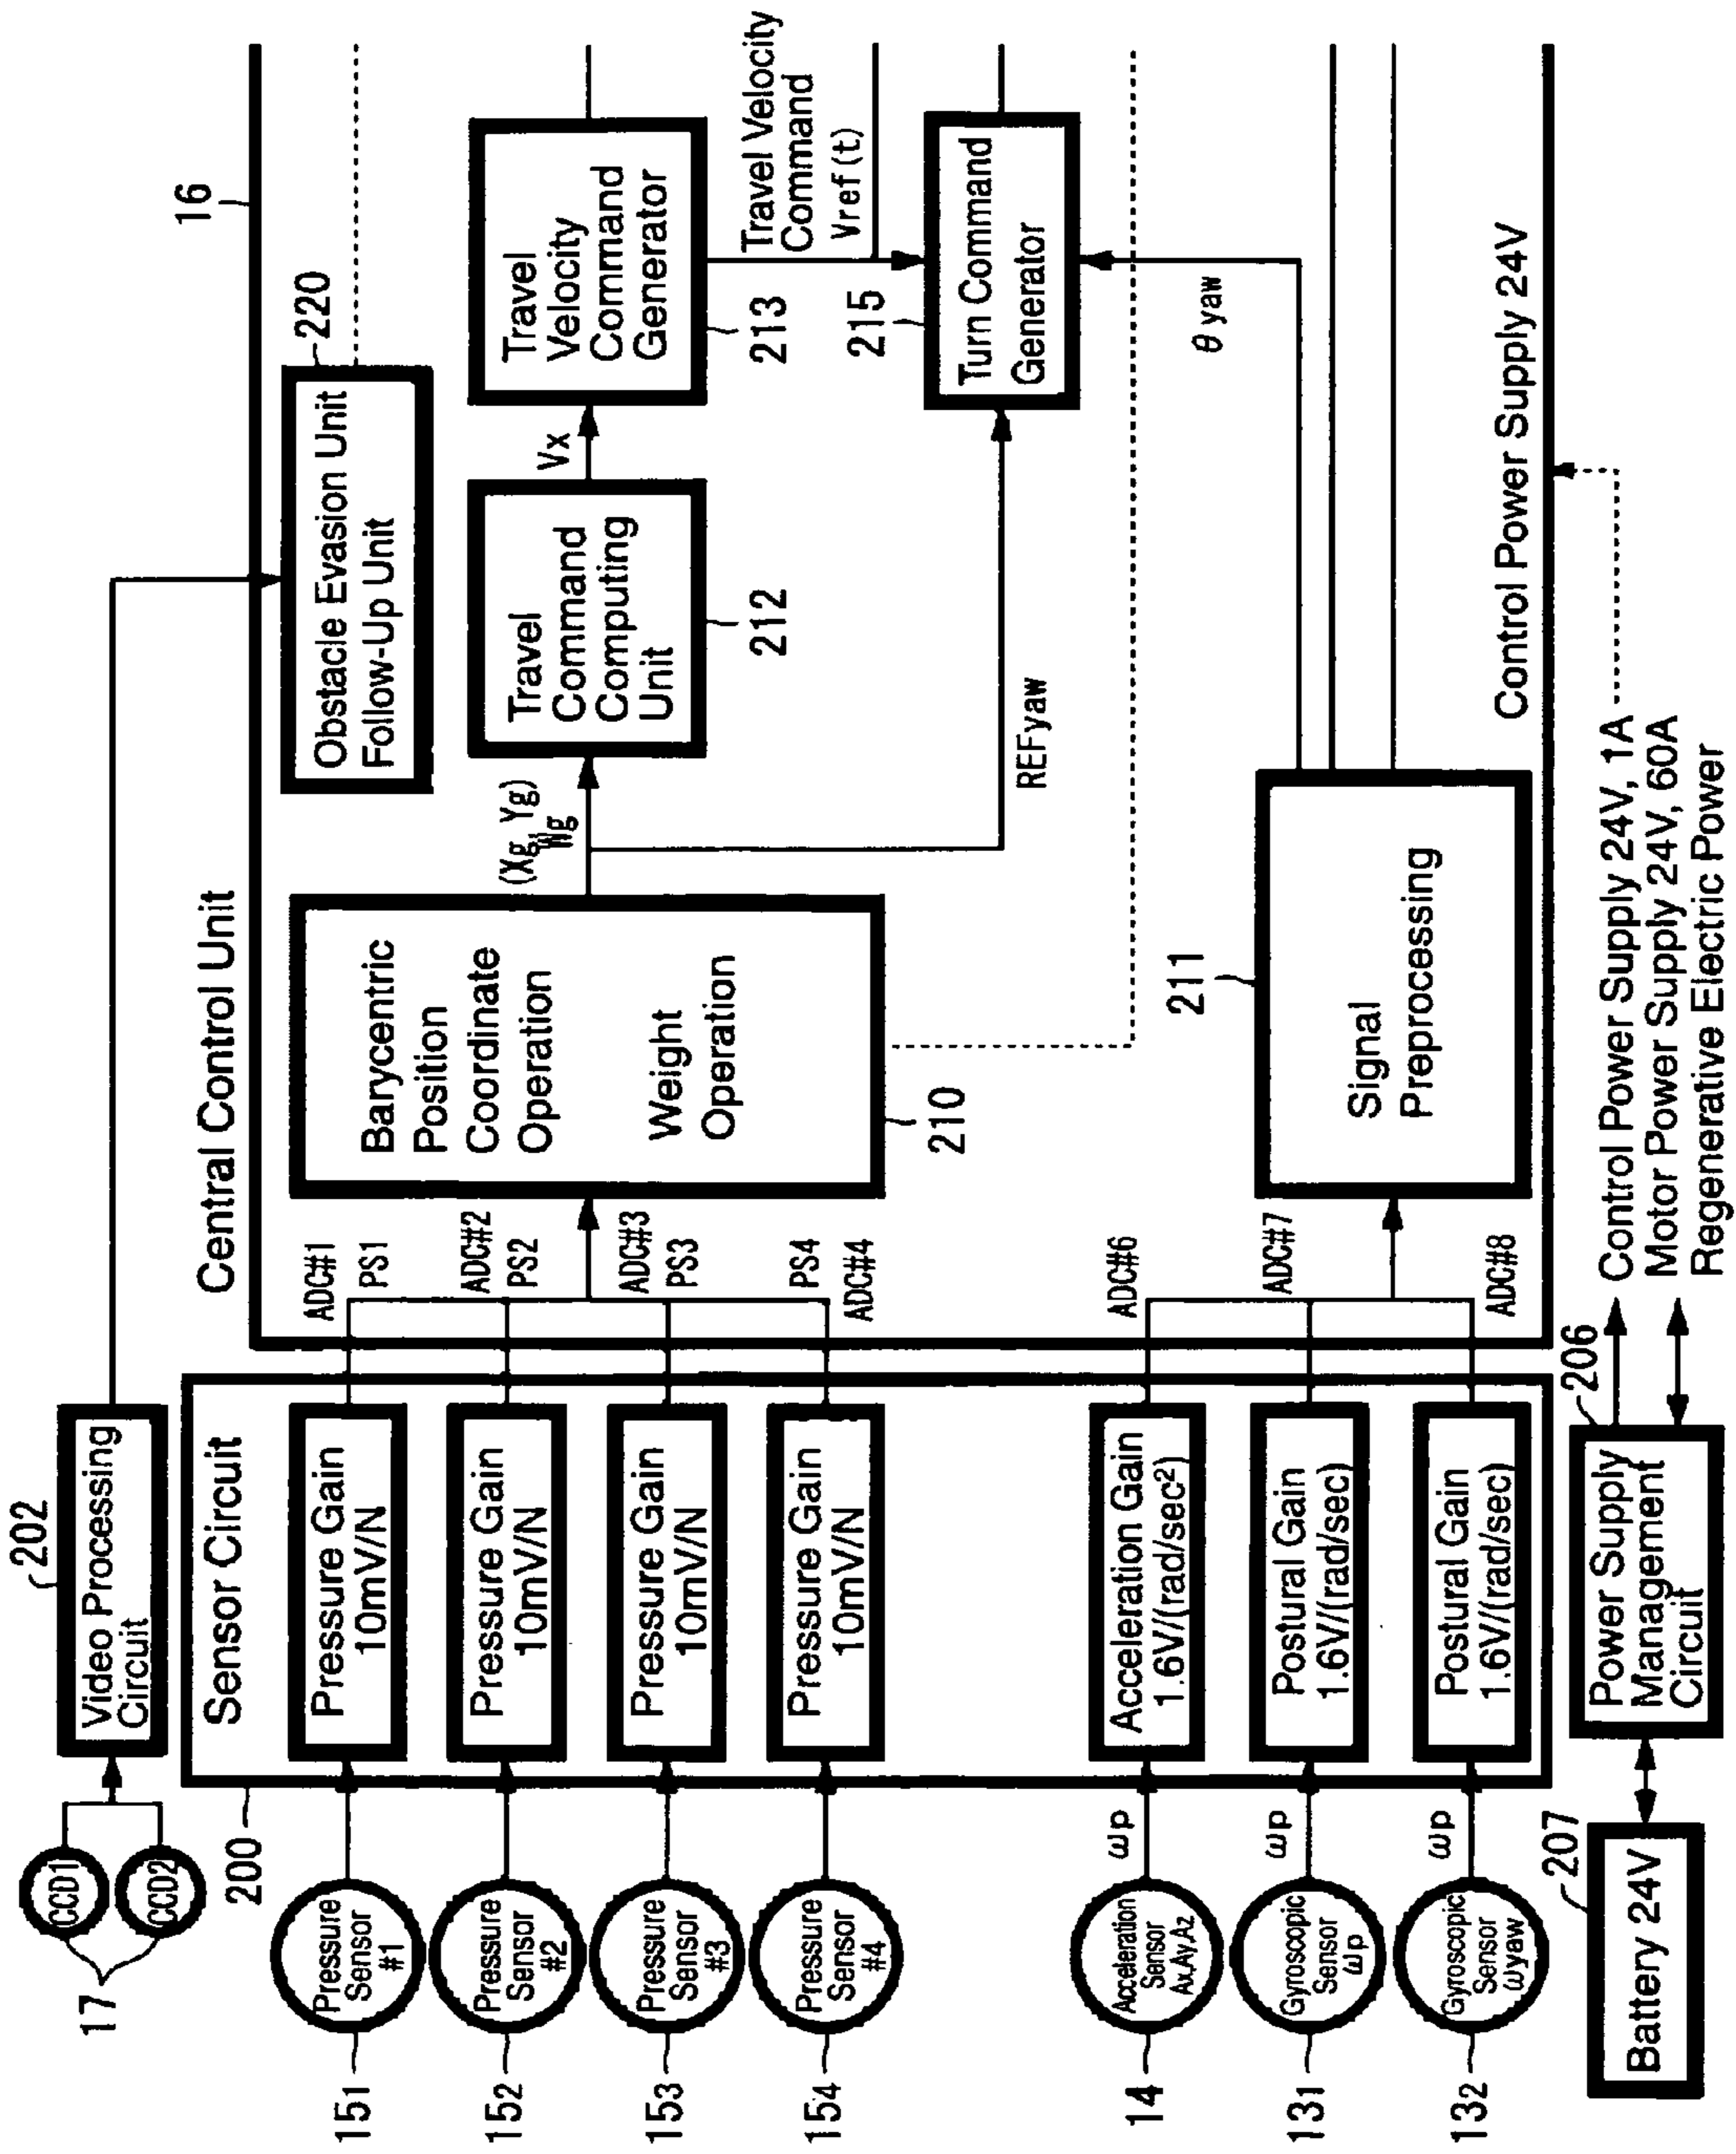 17
CCD1
CCD2
202
Video Processing
Circuit
200
Sensor Circuit
Central Control Unit
16
151
Pressure
Sensor
#1
Pressure Gain
10mV/N
ADC#1
PS1
152
Pressure
Sensor
#2
Pressure Gain
10mV/N
ADC#2
PS2
153
Pressure
Sensor
#3
Pressure Gain
10mV/N
ADC#3
PS3
154
Pressure
Sensor
#4
Pressure Gain
10mV/N
PS4
ADC#4
Barycentric
Position
Coordinate
Operation
Weight
Operation
210
(Xg, Yg)
Wg
Obstacle Evasion Unit
Follow-Up Unit
220
Travel
Command
Computing
Unit
212
Vx
Travel
Velocity
Command
Generator
213
Travel Velocity
Command
Vref(t)
215
Turn Command
Generator
REFyaw
θyaw
14
Acceleration
Sensor
Ax,Ay,Az
ωp
Acceleration Gain
1.6V/(rad/sec²)
ADC#6
131
Gyroscopic
Sensor
ωp
ωp
Postural Gain
1.6V/(rad/sec)
ADC#7
132
Gyroscopic
Sensor
ωyaw
ωp
Postural Gain
1.6V/(rad/sec)
ADC#8
211
Signal
Preprocessing
Control Power Supply 24V
207
Battery 24V
206
Power Supply
Management
Circuit
Control Power Supply 24V, 1A
Motor Power Supply 24V, 60A
Regenerative Electric Power